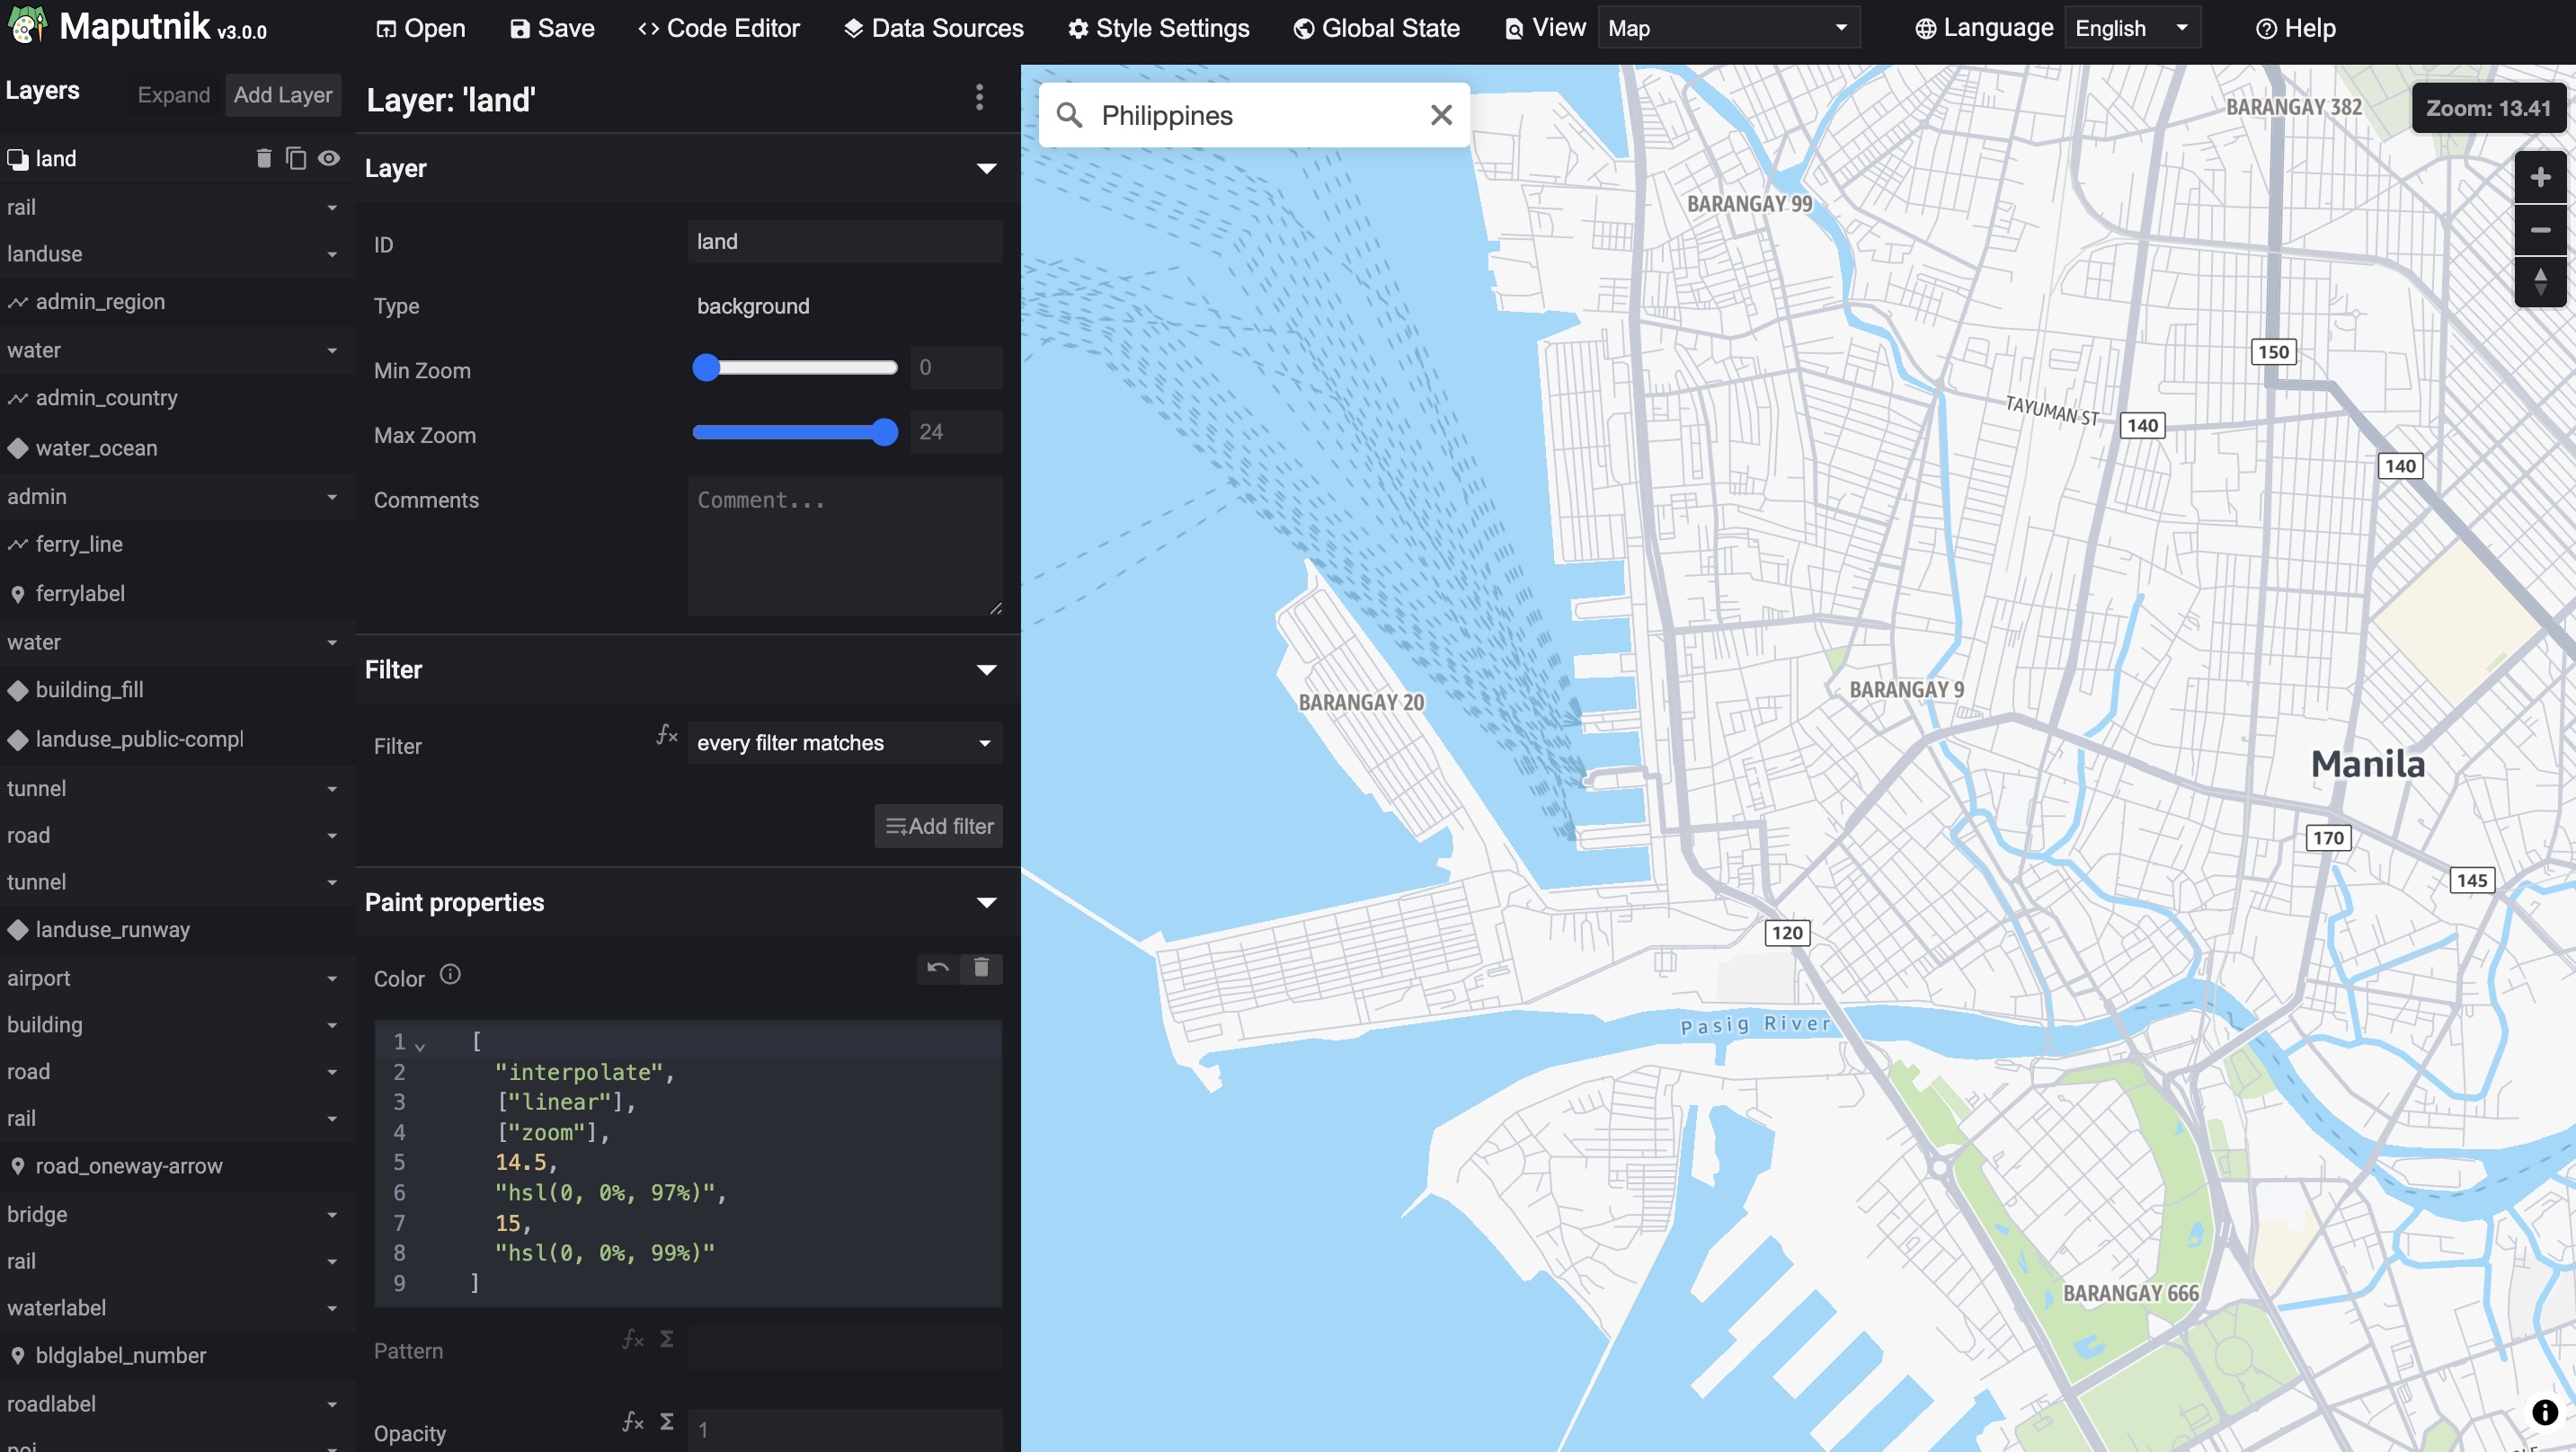 Maputnik v3.0.0
Open
Save
Code Editor
Data Sources
Style Settings
Global State
View
Map
Language
English
Help
Layers
Expand
Add Layer
land
rail
landuse
admin_region
water
admin_country
water_ocean
admin
ferry_line
ferrylabel
water
building_fill
landuse_public-compl
tunnel
road
tunnel
landuse_runway
airport
building
road
rail
road_oneway-arrow
bridge
rail
waterlabel
bldglabel_number
roadlabel
Layer: 'land'
Layer
ID
land
Type
background
Min Zoom
0
Max Zoom
24
Comments
Comment...
Filter
Filter
every filter matches
Add filter
Paint properties
Color
1 [
2 "interpolate",
3 ["linear"],
4 ["zoom"],
5 14.5,
6 "hsl(0, 0%, 97%)",
7 15,
8 "hsl(0, 0%, 99%)"
9 ]
Pattern
Opacity
1
Philippines
Zoom: 13.41
BARANGAY 382
BARANGAY 99
150
TAYUMAN ST
140
140
BARANGAY 9
BARANGAY 20
Manila
170
145
120
Pasig River
BARANGAY 666